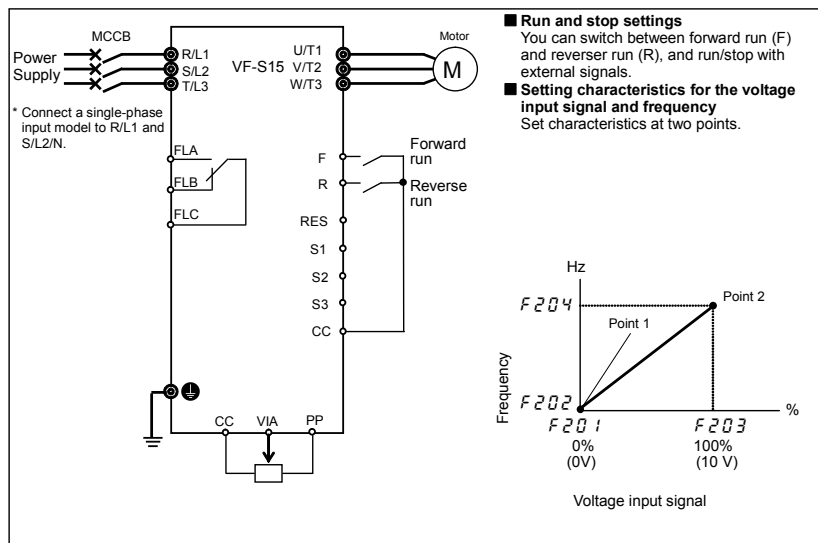 MCCB
Power
Supply
R/L1
S/L2
T/L3
VF-S15
U/T1
V/T2
W/T3
Motor
M
* Connect a single-phase
input model to R/L1 and
S/L2/N.
FLA
FLB
FLC
F
R
RES
S1
S2
S3
CC
Forward
run
Reverse
run
CC VIA PP
■ Run and stop settings
You can switch between forward run (F)
and reverser run (R), and run/stop with
external signals.
■ Setting characteristics for the voltage
input signal and frequency
Set characteristics at two points.
Hz
F204
Point 2
Point 1
Frequency
F202
%
F201 F203
0% 100%
(0V) (10 V)
Voltage input signal